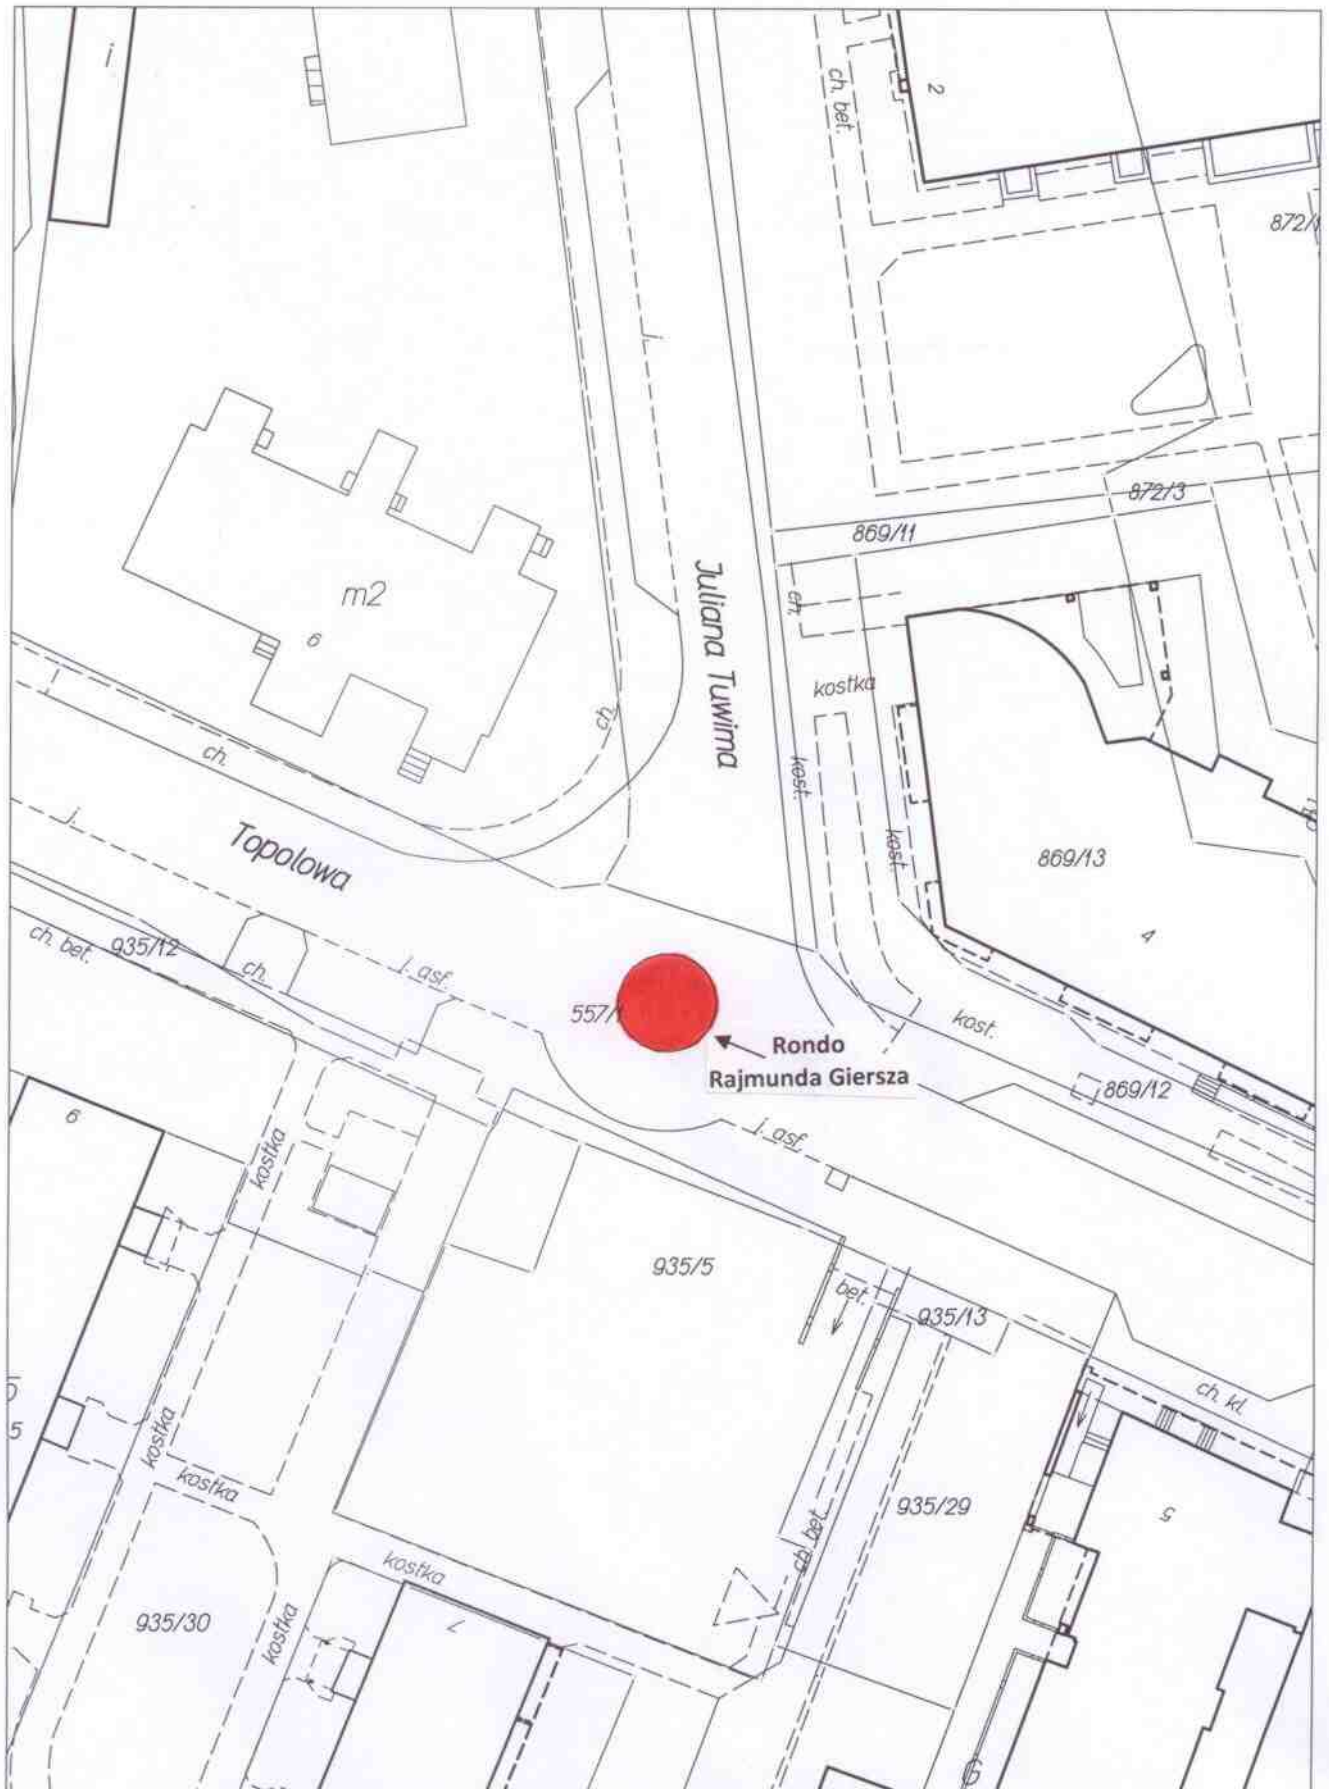 i
ch. bet.
2
j.
872/3
869/11
m2
6
Juliana Tuwima
kostka
ch.
ch.
kost.
kost.
j.
Topolowa
869/13
4
ch. bet.
935/12
ch.
j. asf.
557/1
kost.
Rondo
Rajmunda Giersza
869/12
6
j. asf.
kostka
935/5
bet.
935/13
ch. kl.
kostka
5
kostka
935/29
5
ch. bet.
kostka
935/30
kostka
7